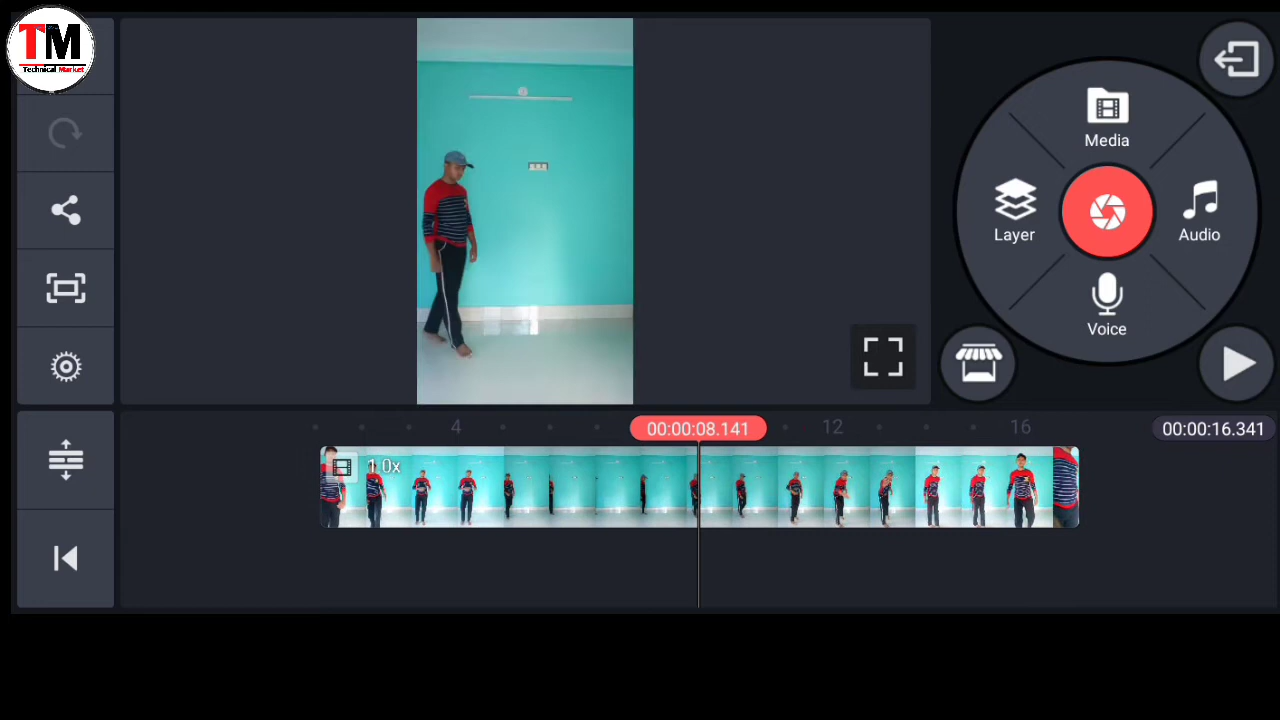 TM
Technical Market
Media
Layer
Audio
Voice
4
00:00:08.141
12
16
00:00:16.341
1.0x